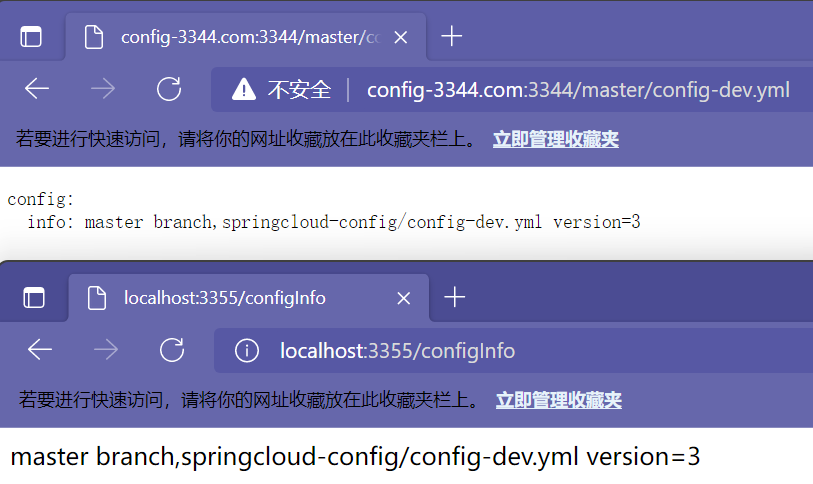 config-3344.com:3344/master/cc
不安全 config-3344.com:3344/master/config-dev.yml
若要进行快速访问，请将你的网址收藏放在此收藏夹栏上。 立即管理收藏夹
config:
  info: master branch,springcloud-config/config-dev.yml version=3
localhost:3355/configInfo
localhost:3355/configInfo
若要进行快速访问，请将你的网址收藏放在此收藏夹栏上。 立即管理收藏夹
master branch,springcloud-config/config-dev.yml version=3